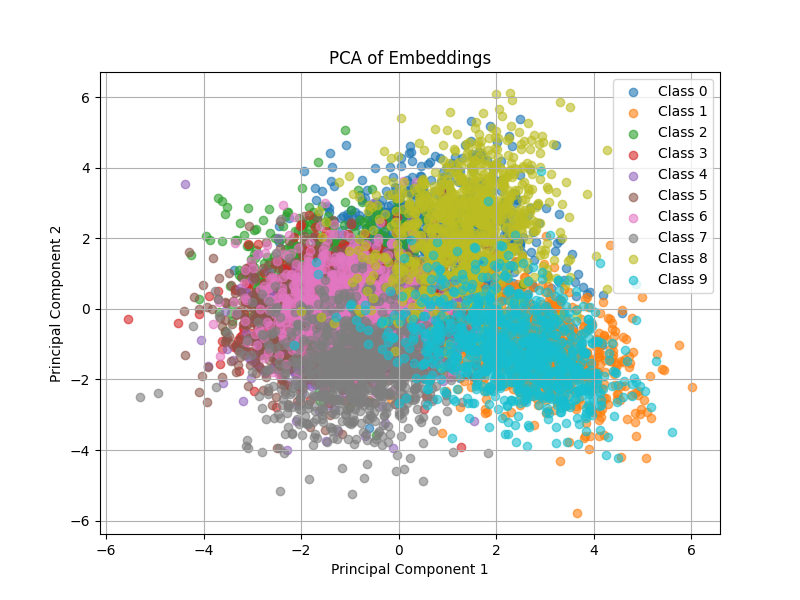 PCA of Embeddings
Class 0
Class 1
Class 2
Class 3
Class 4
Class 5
Class 6
Class 7
Class 8
Class 9
Principal Component 2
6
4
2
0
−2
−4
−6
−6 −4 −2 0 2 4 6
Principal Component 1